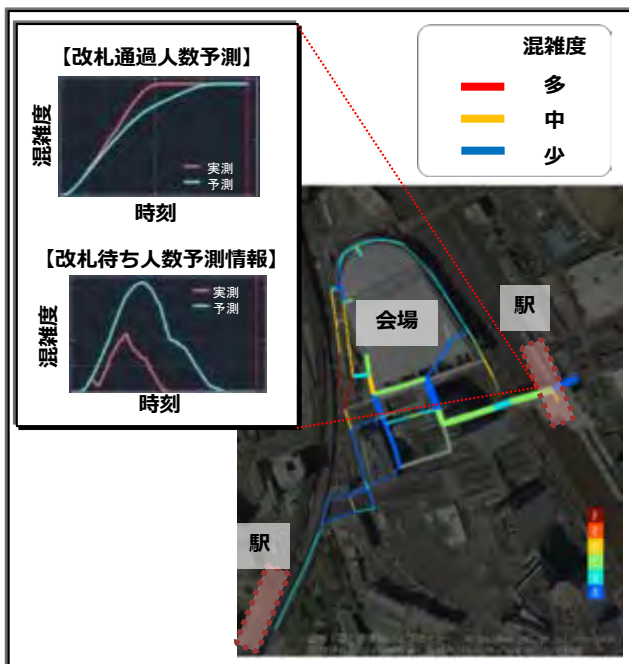 【改札通過人数予測】
混雑度
実測
予測
時刻
【改札待ち人数予測情報】
混雑度
実測
予測
時刻
混雑度
多
中
少
会場
駅
駅